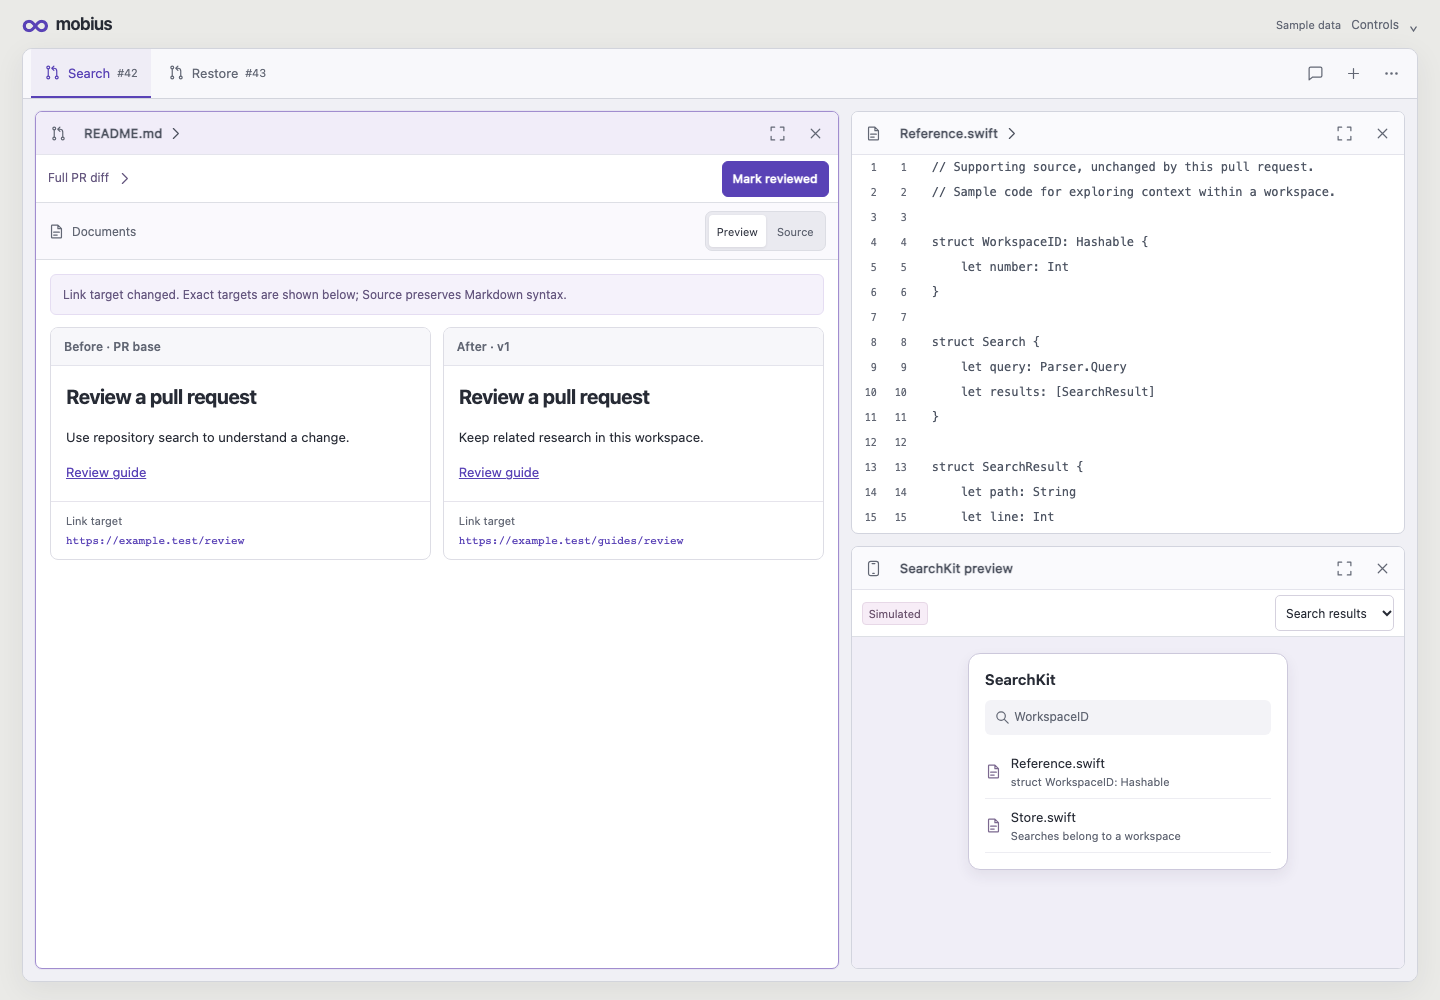 mobius
Sample data Controls
Search #42
Restore #43
README.md
Full PR diff
Mark reviewed
Documents
Preview Source
Link target changed. Exact targets are shown below; Source preserves Markdown syntax.
Before · PR base
Review a pull request
Use repository search to understand a change.
Review guide
Link target
https://example.test/review
After · v1
Review a pull request
Keep related research in this workspace.
Review guide
Link target
https://example.test/guides/review
Reference.swift
1 1 // Supporting source, unchanged by this pull request.
2 2 // Sample code for exploring context within a workspace.
3 3
4 4 struct WorkspaceID: Hashable {
5 5     let number: Int
6 6 }
7 7
8 8 struct Search {
9 9     let query: Parser.Query
10 10     let results: [SearchResult]
11 11 }
12 12
13 13 struct SearchResult {
14 14     let path: String
15 15     let line: Int
SearchKit preview
Simulated
Search results
SearchKit
WorkspaceID
Reference.swift
struct WorkspaceID: Hashable
Store.swift
Searches belong to a workspace